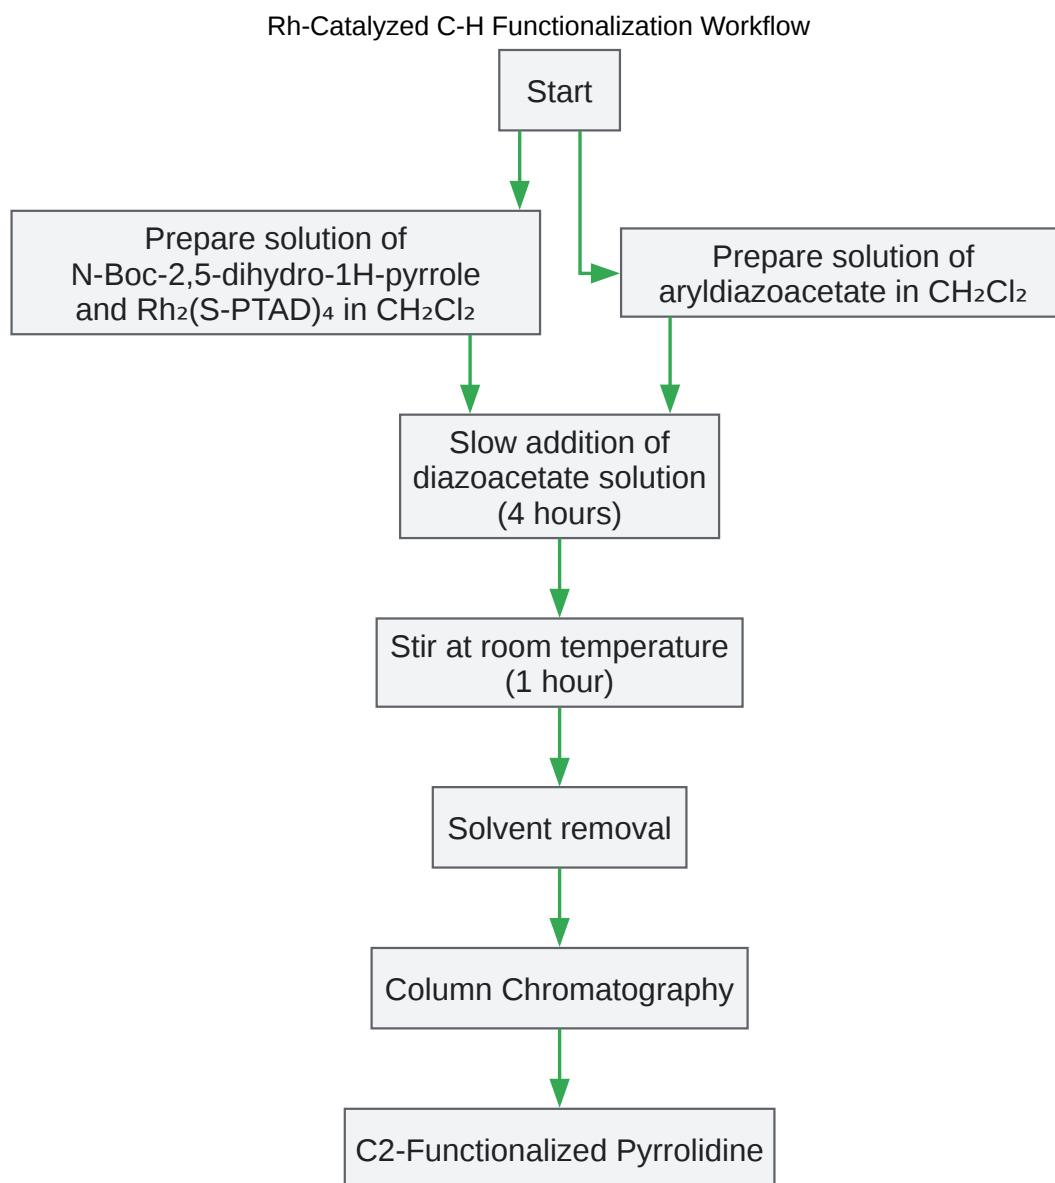 Rh-Catalyzed C-H Functionalization Workflow
Start
Prepare solution of
N-Boc-2,5-dihydro-1H-pyrrole
and Rh₂(S-PTAD)₄ in CH₂Cl₂
Prepare solution of
aryldiazoacetate in CH₂Cl₂
Slow addition of
diazoacetate solution
(4 hours)
Stir at room temperature
(1 hour)
Solvent removal
Column Chromatography
C2-Functionalized Pyrrolidine